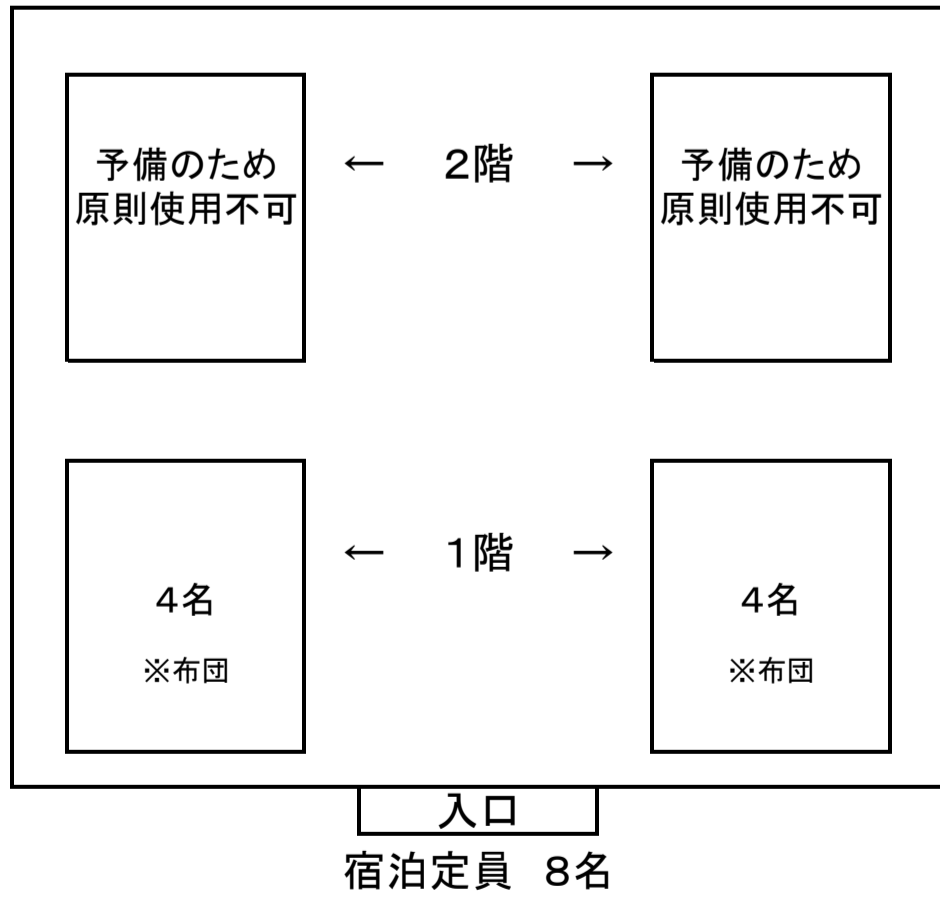 予備のため
原則使用不可
← 2階 →
予備のため
原則使用不可
4名
※布団
← 1階 →
4名
※布団
入口
宿泊定員 8名